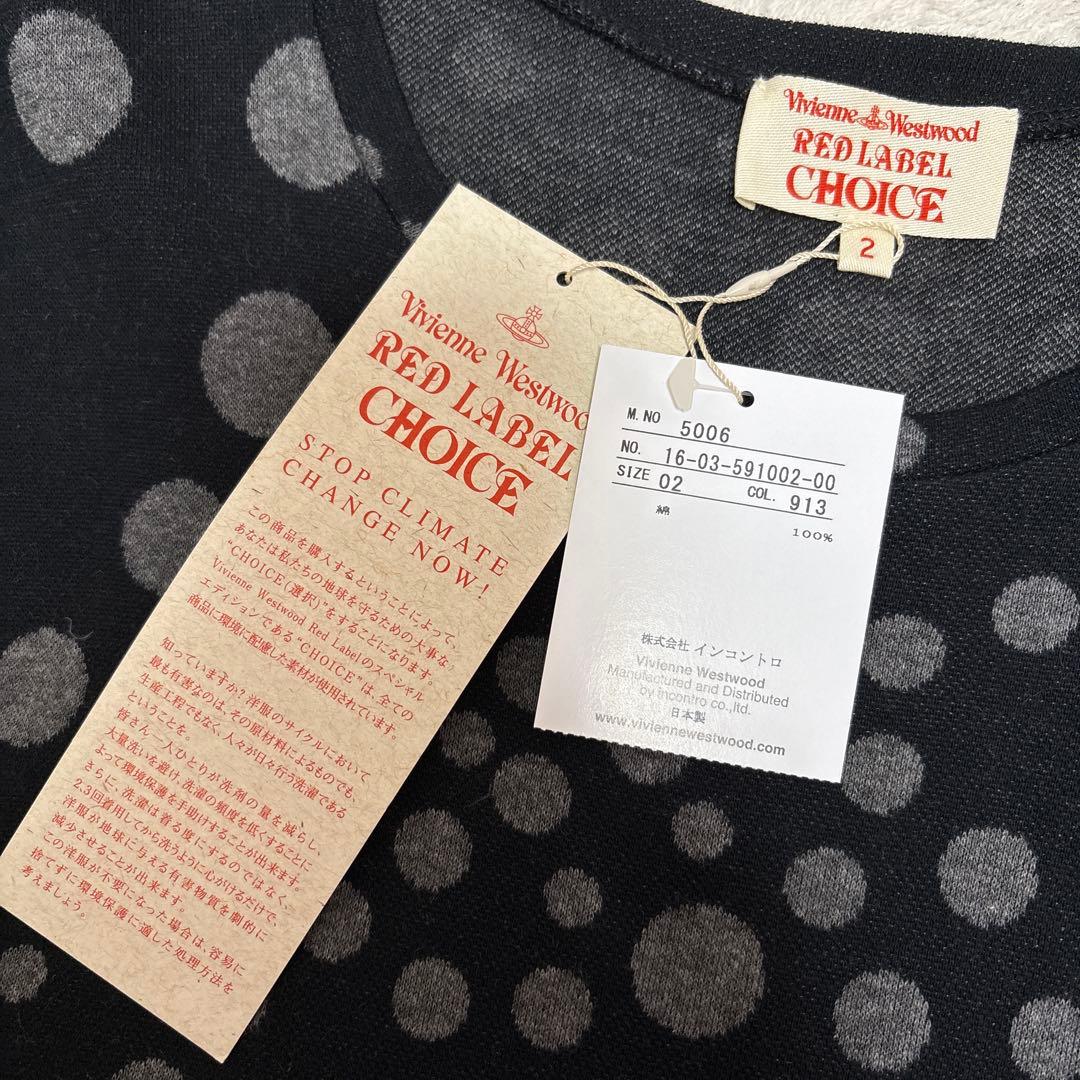 Vivienne Westwood
RED LABEL
CHOICE
2
Vivienne Westwood
RED LABEL
CHOICE
STOP CLIMATE
CHANGE NOW!
この商品を購入するということによって、
あなたは私たちの地球を守るための大事な
“CHOICE(選択)”をすることになります。
Vivienne Westwood Red Labelのスペシャル
エディションである“CHOICE”は、全ての
商品に環境に配慮した素材が使用されています。
知っていますか?洋服のサイクルにおいて
最も有害なのは、その原材料によるものでも、
生産工程でもなく、人々が日々行う洗濯である
ということを。
皆さん一人ひとりが洗剤の量を減らし、
大量洗いを避け、洗濯の頻度を低くすることに
よって環境保護を手助けすることが出来ます。
さらに、洗濯は着る度にするのではなく、
2,3回着用してから洗うように心がけるだけで、
洋服が地球に与える有害物質を劇的に
減少させることが出来ます。
この洋服が不要になった場合は、容易に
捨てずに環境保護に適した処理方法を
考えましょう。
M. NO 5006
NO. 16-03-591002-00
SIZE 02 COL. 913
綿 100%
株式会社 インコントロ
Vivienne Westwood
Manufactured and Distributed
by incontro co.,ltd.
日本製
www.viviennewestwood.com